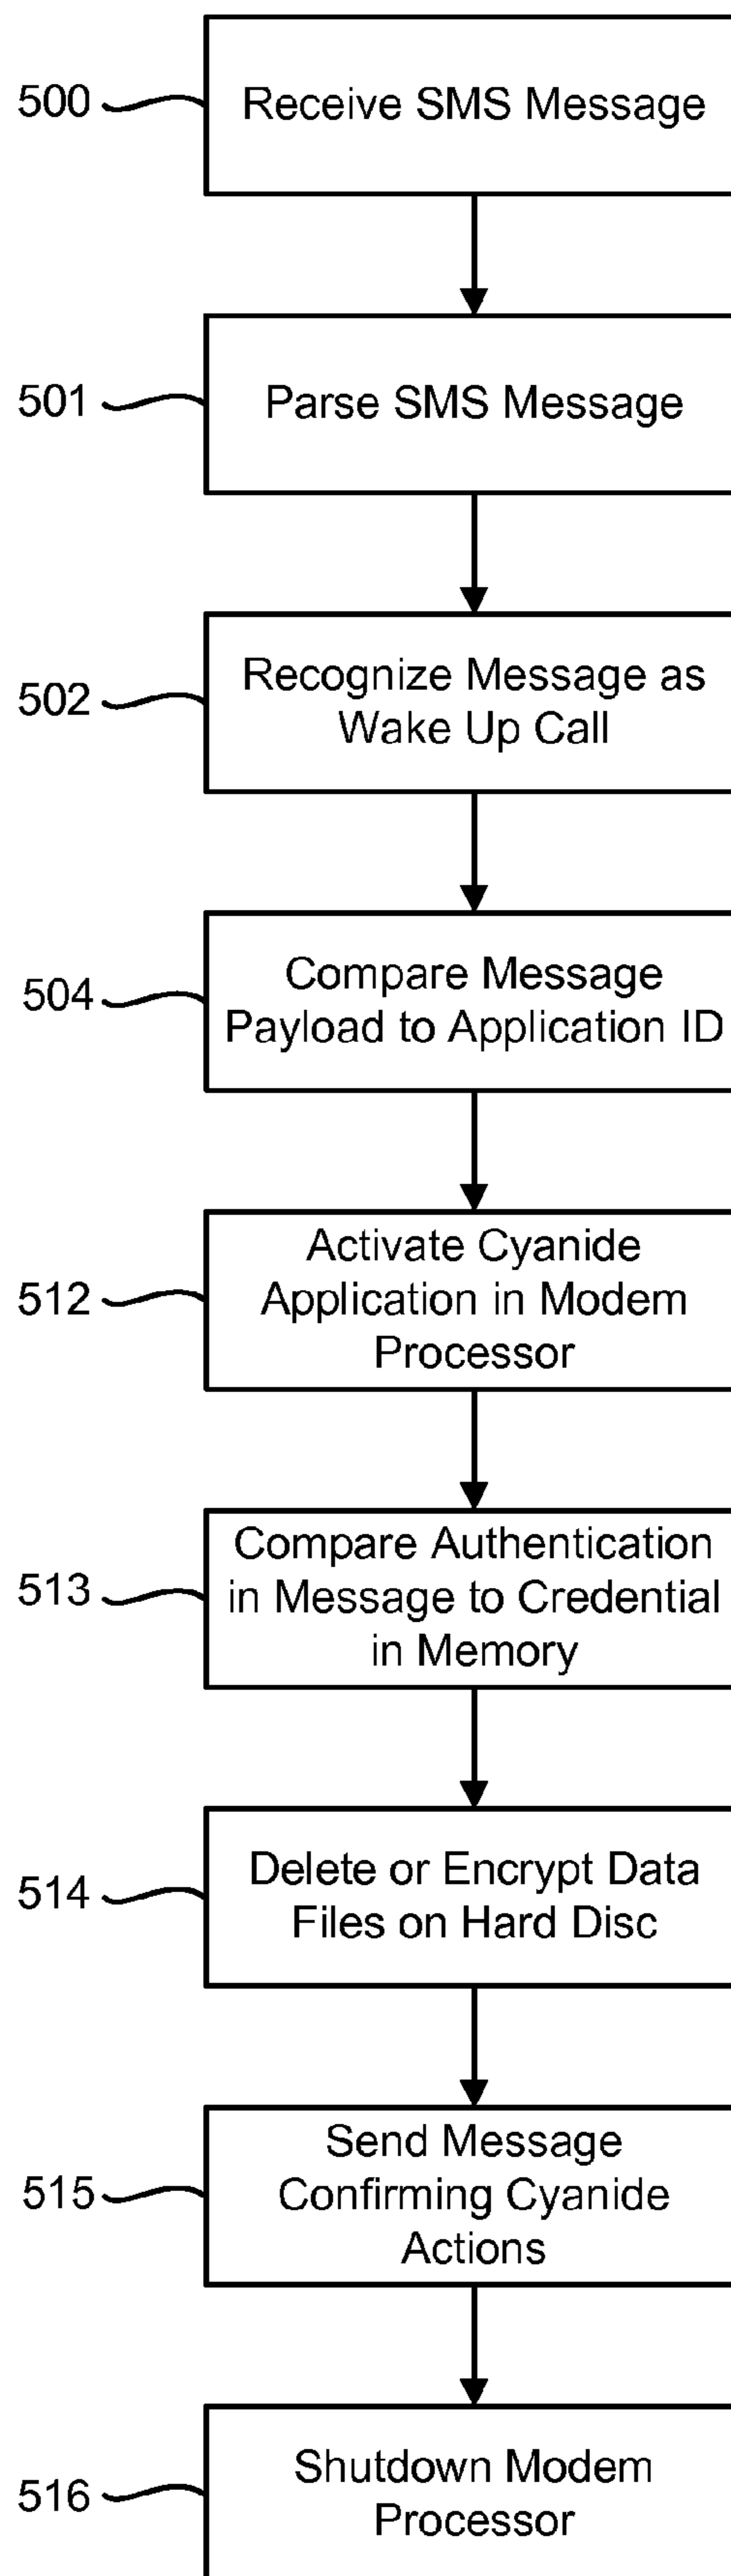 500
Receive SMS Message
501
Parse SMS Message
502
Recognize Message as
Wake Up Call
504
Compare Message
Payload to Application ID
512
Activate Cyanide
Application in Modem
Processor
513
Compare Authentication
in Message to Credential
in Memory
514
Delete or Encrypt Data
Files on Hard Disc
515
Send Message
Confirming Cyanide
Actions
516
Shutdown Modem
Processor